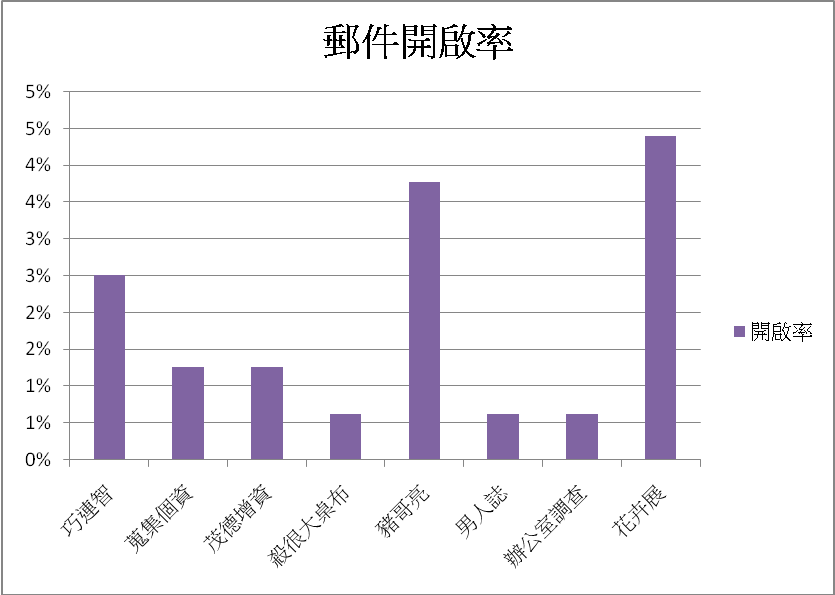 郵件開啟率
5%
5%
4%
4%
3%
3%
2%
2%
1%
1%
0%
巧連智
蒐集個資
茂德增資
殺很大桌布
豬哥亮
男人誌
辦公室調查
花卉展
開啟率